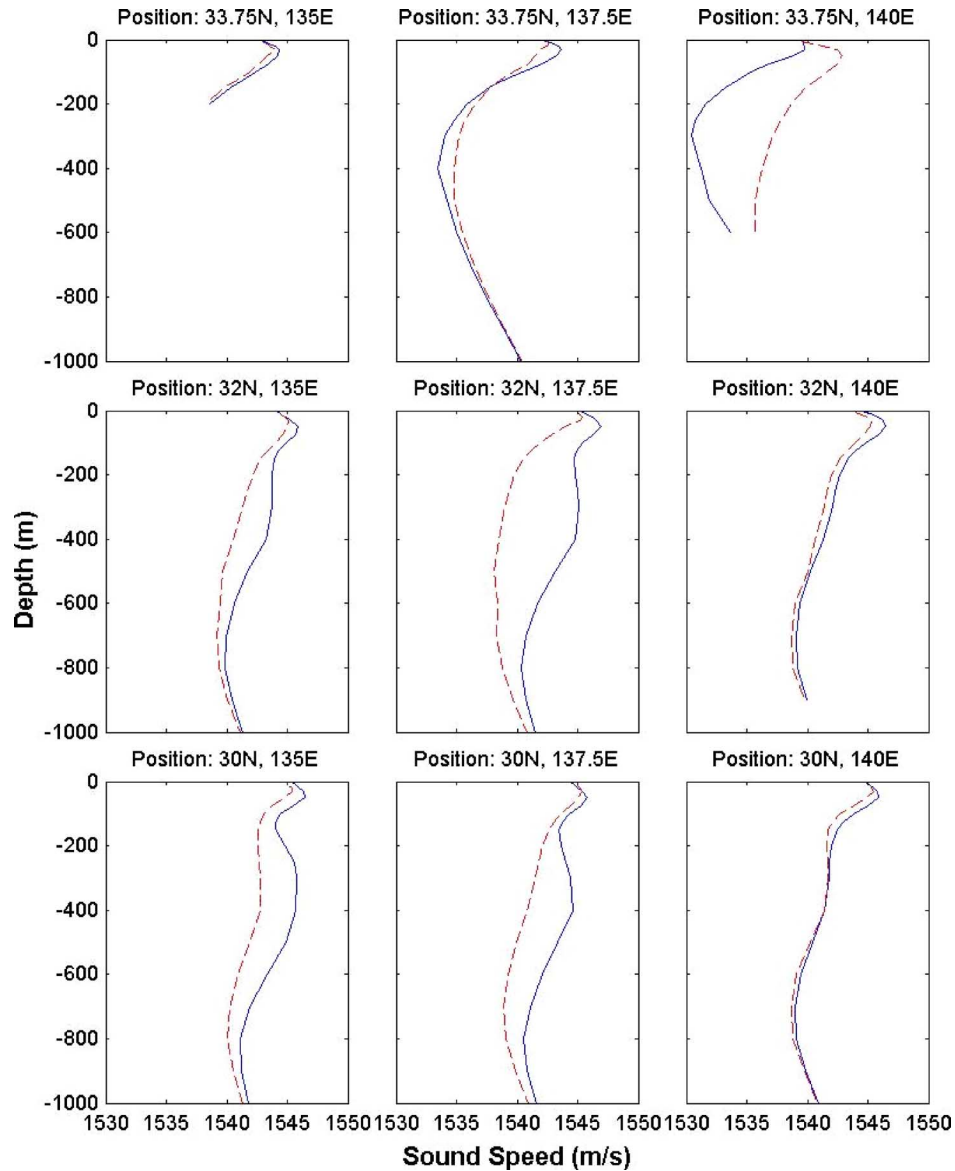 Position: 33.75N, 135E
Position: 33.75N, 137.5E
Position: 33.75N, 140E
0
-200
-400
-600
-800
-1000
Position: 32N, 135E
Position: 32N, 137.5E
Position: 32N, 140E
0
-200
-400
-600
-800
-1000
Depth (m)
Position: 30N, 135E
Position: 30N, 137.5E
Position: 30N, 140E
0
-200
-400
-600
-800
-1000
1530 1535 1540 1545 1550 1530 1535 1540 1545 1550 1530 1535 1540 1545 1550
Sound Speed (m/s)